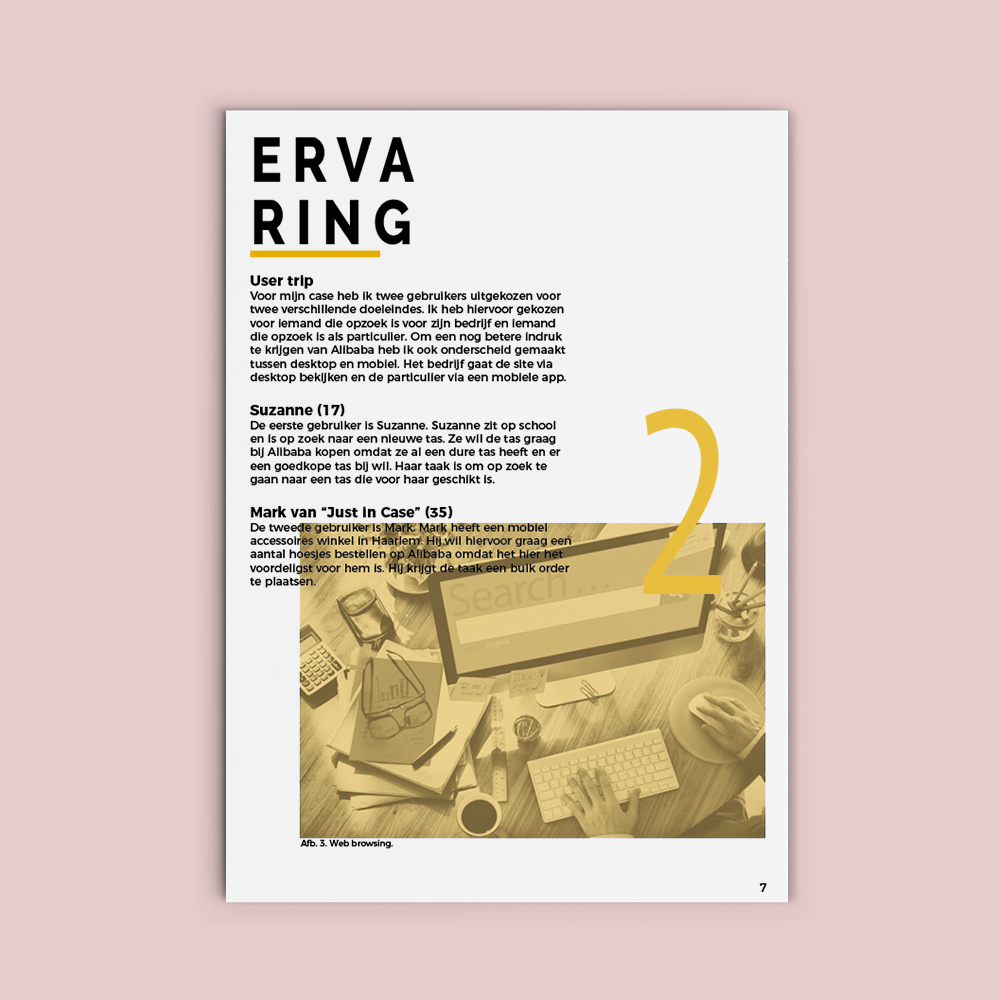 ERVA
RING
User trip
Voor mijn case heb ik twee gebruikers uitgekozen voor
twee verschillende doeleindes. Ik heb hiervoor gekozen
voor iemand die opzoek is voor zijn bedrijf en iemand
die opzoek is als particulier. Om een nog betere indruk
te krijgen van Alibaba heb ik ook onderscheid gemaakt
tussen desktop en mobiel. Het bedrijf gaat de site via
desktop bekijken en de particulier via een mobiele app.
Suzanne (17)
De eerste gebruiker is Suzanne. Suzanne zit op school
en is op zoek naar een nieuwe tas. Ze wil de tas graag
bij Alibaba kopen omdat ze al een dure tas heeft en er
een goedkope tas bij wil. Haar taak is om op zoek te
gaan naar een tas die voor haar geschikt is.
2
Mark van “Just in Case” (35)
De tweede gebruiker is Mark. Mark heeft een mobiel
accessoires winkel in Haarlem. Hij wil hiervoor graag een
aantal hoesjes bestellen op Alibaba omdat het hier het
voordeligst voor hem is. Hij krijgt de taak een bulk order
te plaatsen.
Search ...
IDEAS
Afb. 3. Web browsing.
7